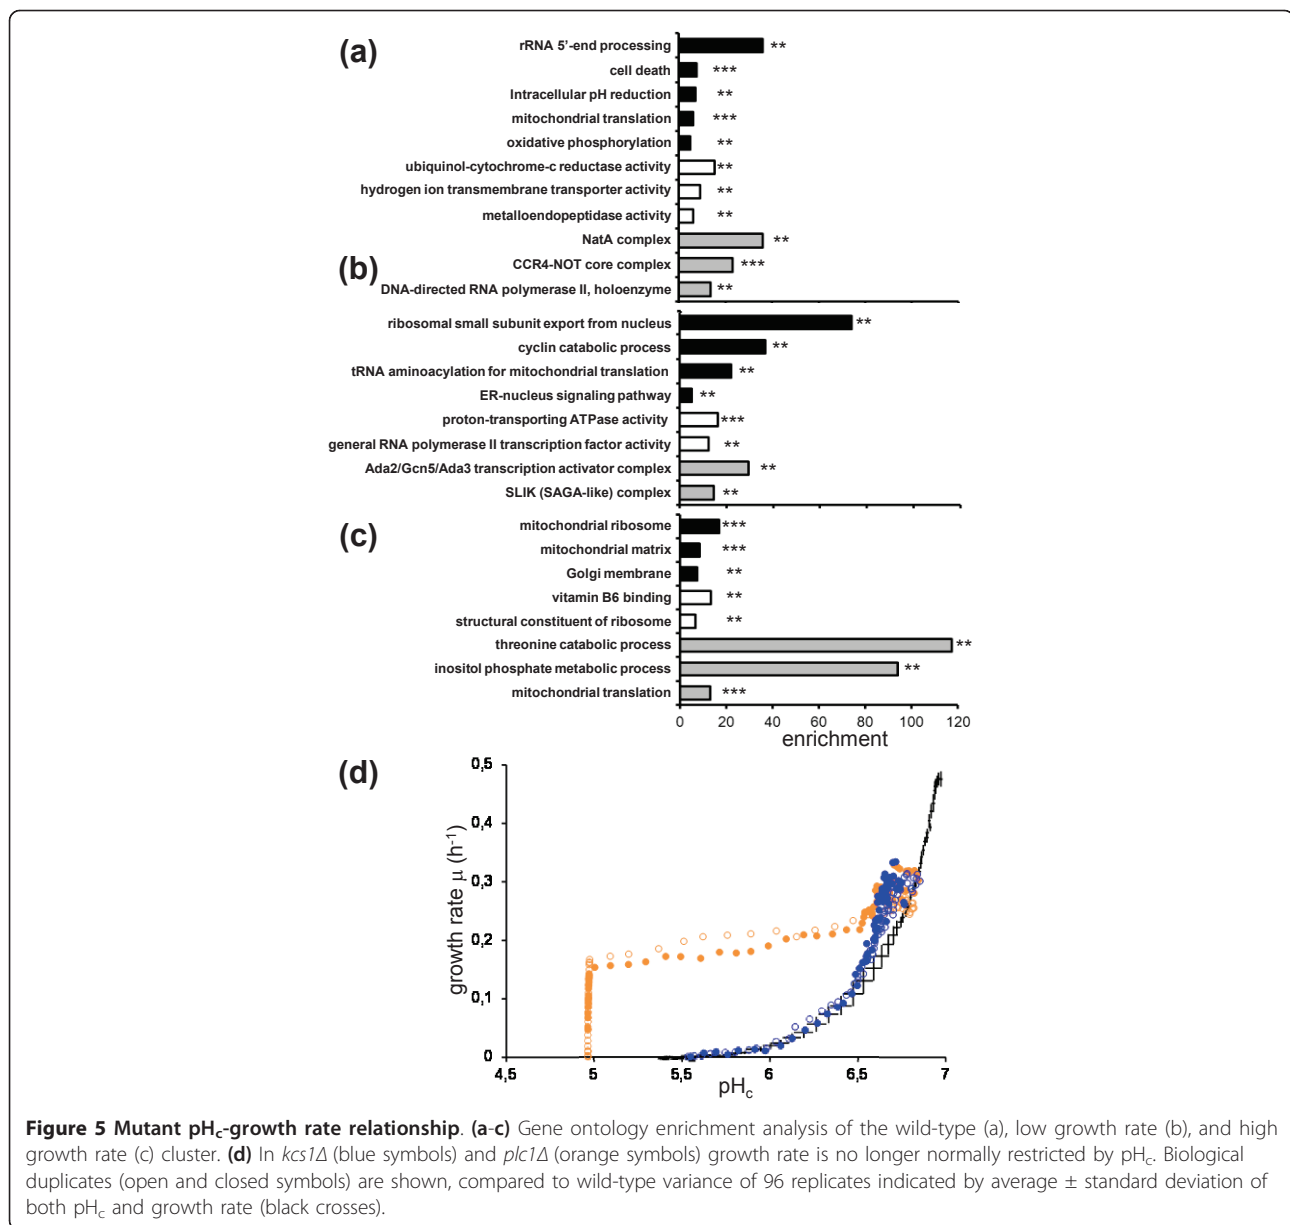 (a)
rRNA 5'-end processing **
cell death ***
Intracellular pH reduction **
mitochondrial translation ***
oxidative phosphorylation **
ubiquinol-cytochrome-c reductase activity **
hydrogen ion transmembrane transporter activity **
metalloendopeptidase activity **
NatA complex **
CCR4-NOT core complex ***
(b)
DNA-directed RNA polymerase II, holoenzyme **
ribosomal small subunit export from nucleus **
cyclin catabolic process **
tRNA aminoacylation for mitochondrial translation **
ER-nucleus signaling pathway **
proton-transporting ATPase activity ***
general RNA polymerase II transcription factor activity **
Ada2/Gcn5/Ada3 transcription activator complex **
SLIK (SAGA-like) complex **
(c)
mitochondrial ribosome ***
mitochondrial matrix ***
Golgi membrane **
vitamin B6 binding **
structural constituent of ribosome **
threonine catabolic process **
inositol phosphate metabolic process **
mitochondrial translation ***
0 20 40 60 80 100 120
enrichment
(d)
growth rate μ (h-1)
0,5
0,4
0,3
0,2
0,1
0
4,5 5 5,5 6 6,5 7
pHc
Figure 5 Mutant pHc-growth rate relationship. (a-c) Gene ontology enrichment analysis of the wild-type (a), low growth rate (b), and high
growth rate (c) cluster. (d) In kcs1Δ (blue symbols) and plc1Δ (orange symbols) growth rate is no longer normally restricted by pHc. Biological
duplicates (open and closed symbols) are shown, compared to wild-type variance of 96 replicates indicated by average ± standard deviation of
both pHc and growth rate (black crosses).